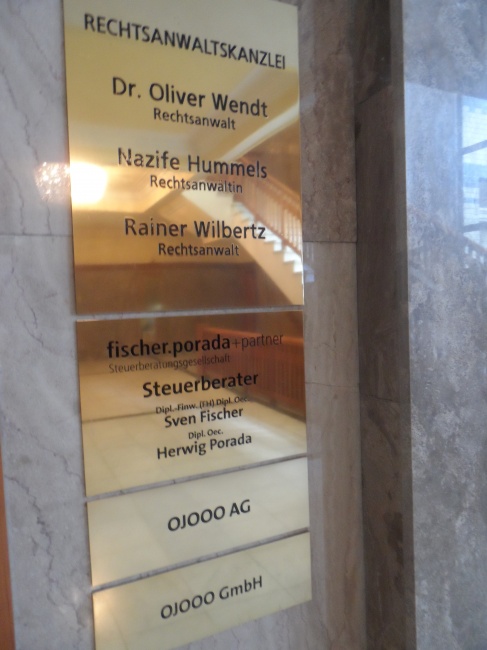 RECHTSANWALTSKANZLEI
Dr. Oliver Wendt
Rechtsanwalt
Nazife Hummels
Rechtsanwältin
Rainer Wilbertz
Rechtsanwalt
fischer.porada+partner
Steuerberatungsgesellschaft
Steuerberater
Dipl.-Finw. (FH) Dipl. Oec.
Sven Fischer
Dipl. Oec.
Herwig Porada
OJOOO AG
OJOOO GmbH